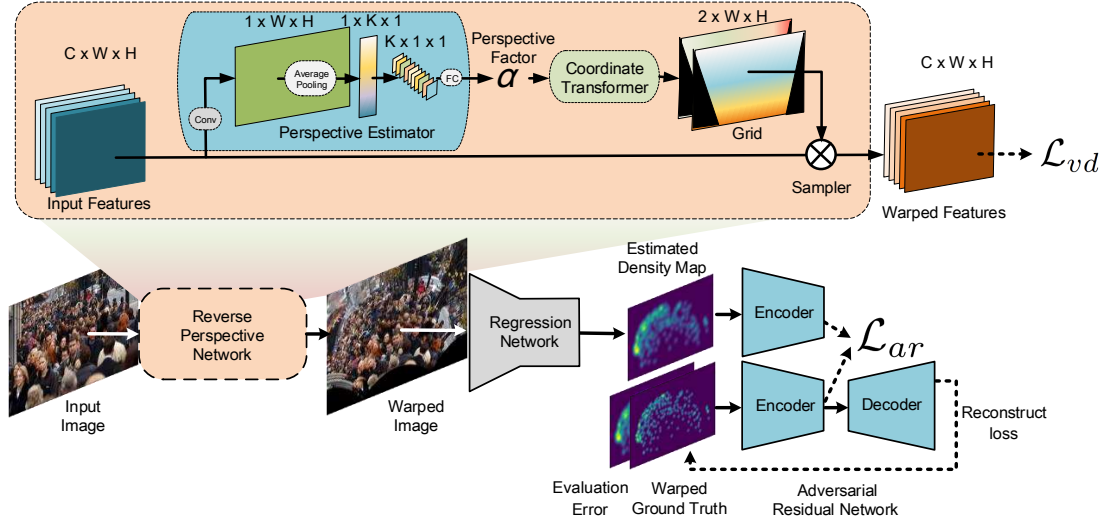 C x W x H
1 x W x H
1 x K x 1
K x 1 x 1
Conv
Average
Pooling
FC
Perspective Estimator
Perspective
Factor
α
Coordinate
Transformer
2 x W x H
Grid
Sampler
C x W x H
Input Features
Warped Features
ℒvd
Input
Image
Reverse
Perspective
Network
Warped
Image
Regression
Network
Estimated
Density Map
Encoder
ℒar
Encoder
Decoder
Reconstruct
loss
Evaluation
Error
Warped
Ground Truth
Adversarial
Residual Network